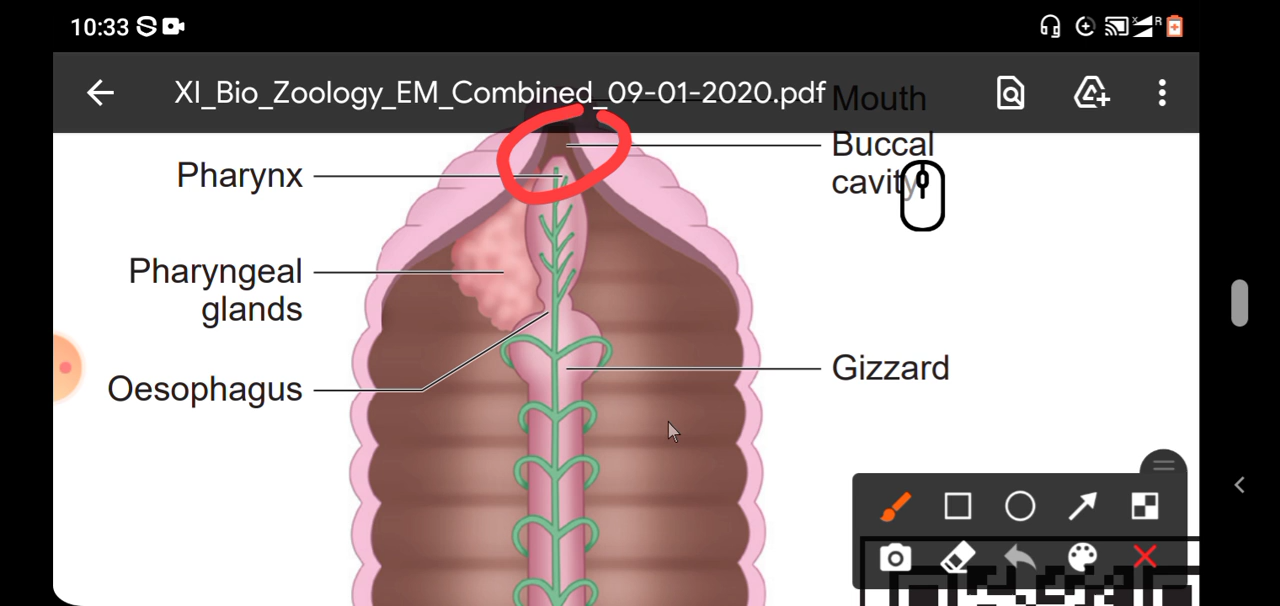 10:33
R
XI_Bio_Zoology_EM_Combined_09-01-2020.pdf
Mouth
Buccal
cavity
Pharynx
Pharyngeal
glands
Oesophagus
Gizzard